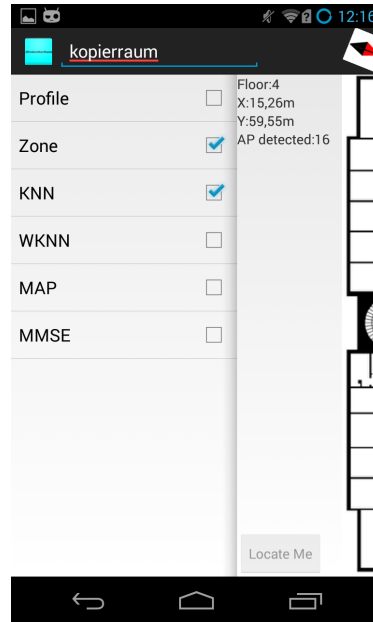 12:16
kopierraum
Profile
Zone
KNN
WKNN
MAP
MMSE
Floor:4
X:15,26m
Y:59,55m
AP detected:16
Locate Me